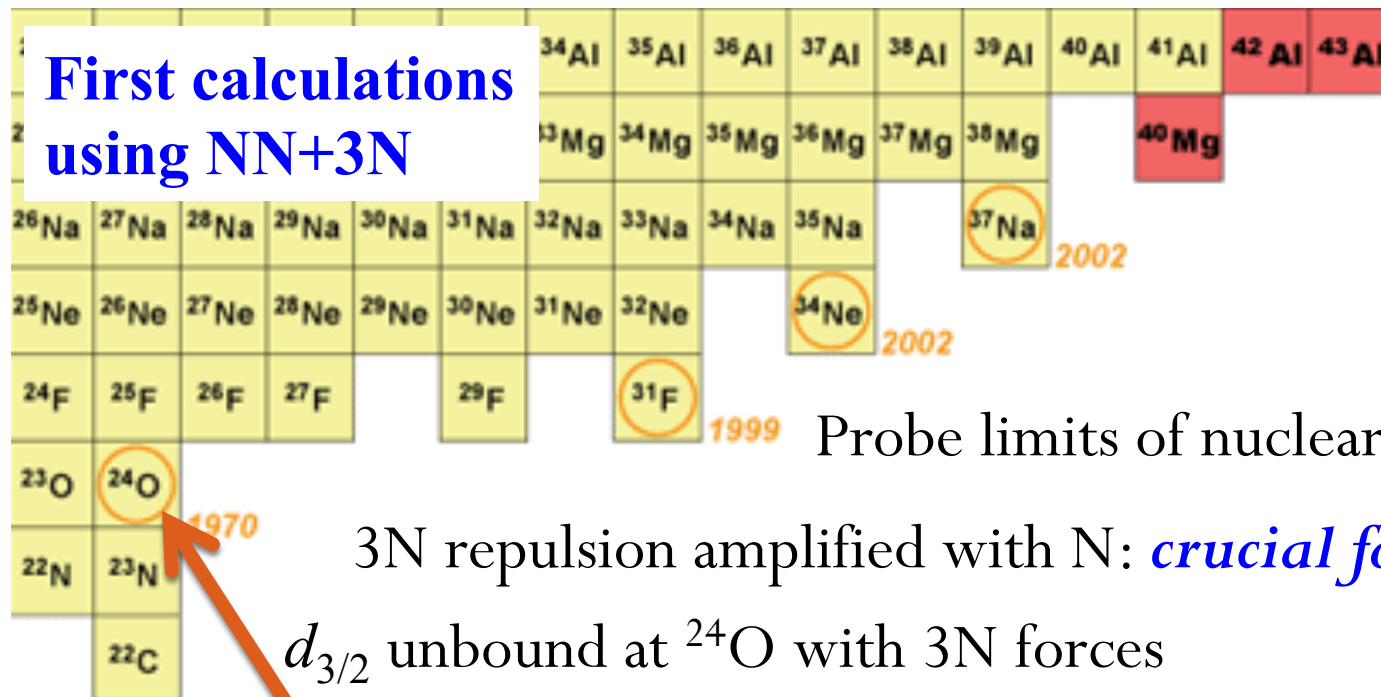 First calculations
using NN+3N
³⁴Al ³⁵Al ³⁶Al ³⁷Al ³⁸Al ³⁹Al ⁴⁰Al ⁴¹Al ⁴²Al ⁴³Al
³³Mg ³⁴Mg ³⁵Mg ³⁶Mg ³⁷Mg ³⁸Mg ⁴⁰Mg
²⁶Na ²⁷Na ²⁸Na ²⁹Na ³⁰Na ³¹Na ³²Na ³³Na ³⁴Na ³⁵Na ³⁷Na 2002
²⁵Ne ²⁶Ne ²⁷Ne ²⁸Ne ²⁹Ne ³⁰Ne ³¹Ne ³²Ne ³⁴Ne 2002
²⁴F ²⁵F ²⁶F ²⁷F ²⁹F ³¹F 1999
Probe limits of nuclear
²³O ²⁴O 1970
3N repulsion amplified with N: crucial
²²N ²³N
d₃/₂ unbound at ²⁴O with 3N forces
²²C